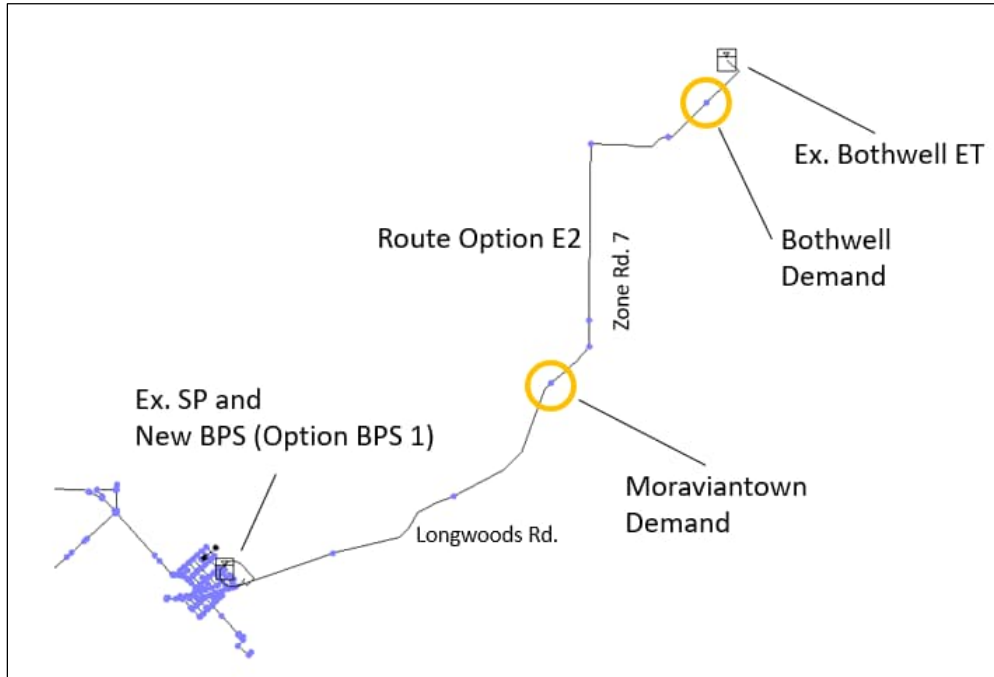 Ex. Bothwell ET
Route Option E2
Bothwell
Demand
Zone Rd. 7
Ex. SP and
New BPS (Option BPS 1)
Moraviantown
Demand
Longwoods Rd.